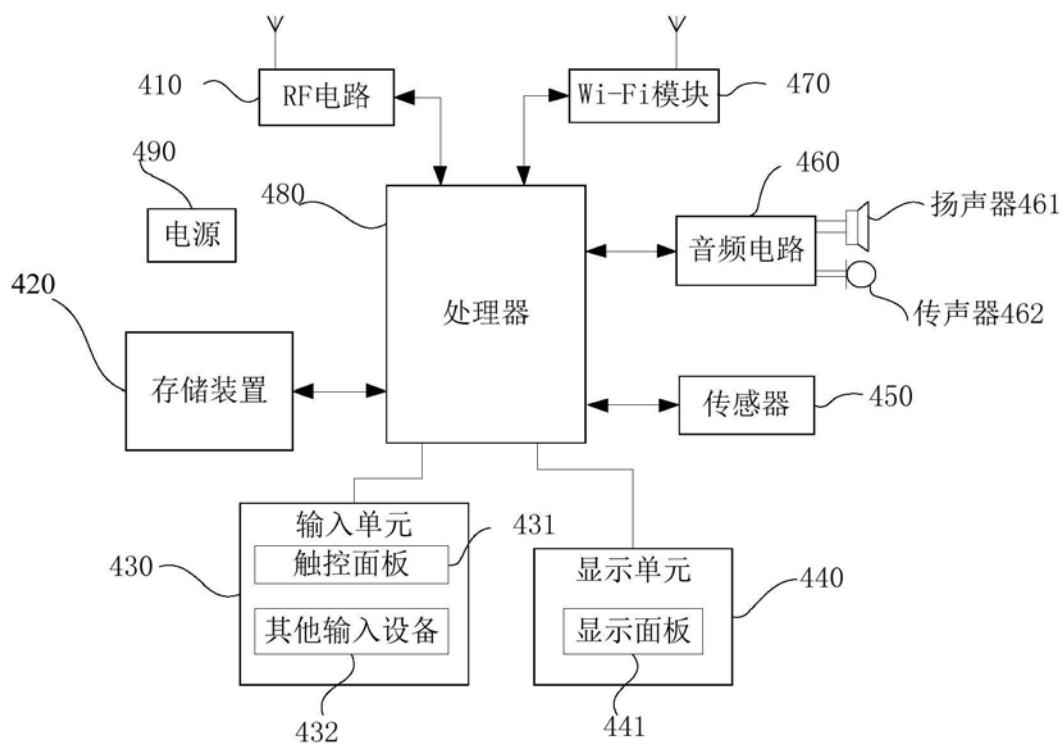 410
RF电路
Wi-Fi模块
470
490
480
460
电源
音频电路
扬声器461
420
处理器
传声器462
存储装置
传感器
450
输入单元
431
430
触控面板
显示单元
440
其他输入设备
显示面板
432
441